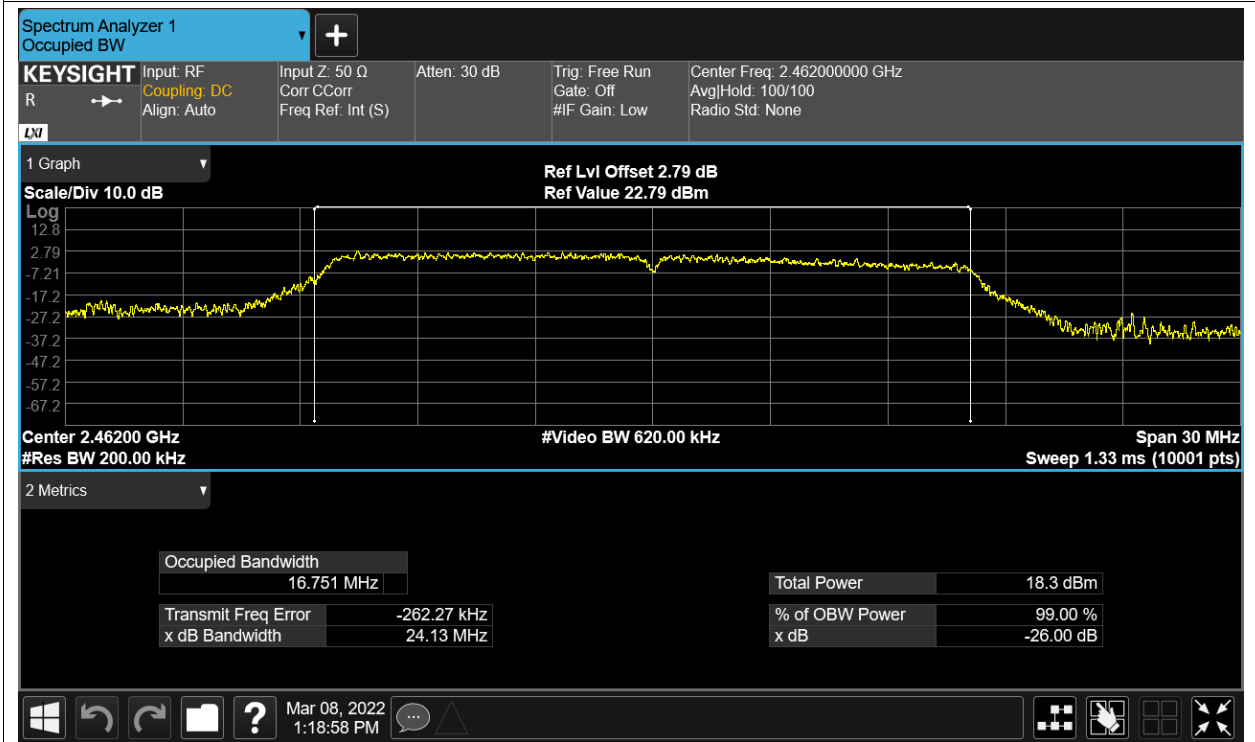 Spectrum Analyzer 1
Occupied BW
KEYSIGHT
R
LXI
Input: RF
Coupling: DC
Align: Auto
Input Z: 50 Ω
Corr CCorr
Freq Ref: Int (S)
Atten: 30 dB
Trig: Free Run
Gate: Off
#IF Gain: Low
Center Freq: 2.462000000 GHz
Avg|Hold: 100/100
Radio Std: None
1 Graph
Scale/Div 10.0 dB
Ref Lvl Offset 2.79 dB
Ref Value 22.79 dBm
Log
12.8
2.79
-7.21
-17.2
-27.2
-37.2
-47.2
-57.2
-67.2
Center 2.46200 GHz
#Video BW 620.00 kHz
Span 30 MHz
#Res BW 200.00 kHz
Sweep 1.33 ms (10001 pts)
2 Metrics
Occupied Bandwidth
16.751 MHz
Transmit Freq Error -262.27 kHz
x dB Bandwidth 24.13 MHz
Total Power 18.3 dBm
% of OBW Power 99.00 %
x dB -26.00 dB
?
Mar 08, 2022
1:18:58 PM